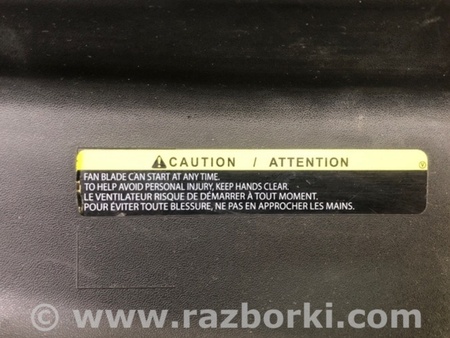 CAUTION / ATTENTION
FAN BLADE CAN START AT ANY TIME.
TO HELP AVOID PERSONAL INJURY, KEEP HANDS CLEAR.
LE VENTILATEUR RISQUE DE DÉMARRER À TOUT MOMENT.
POUR ÉVITER TOUTE BLESSURE, NE PAS EN APPROCHER LES MAINS.
© www.razborki.com